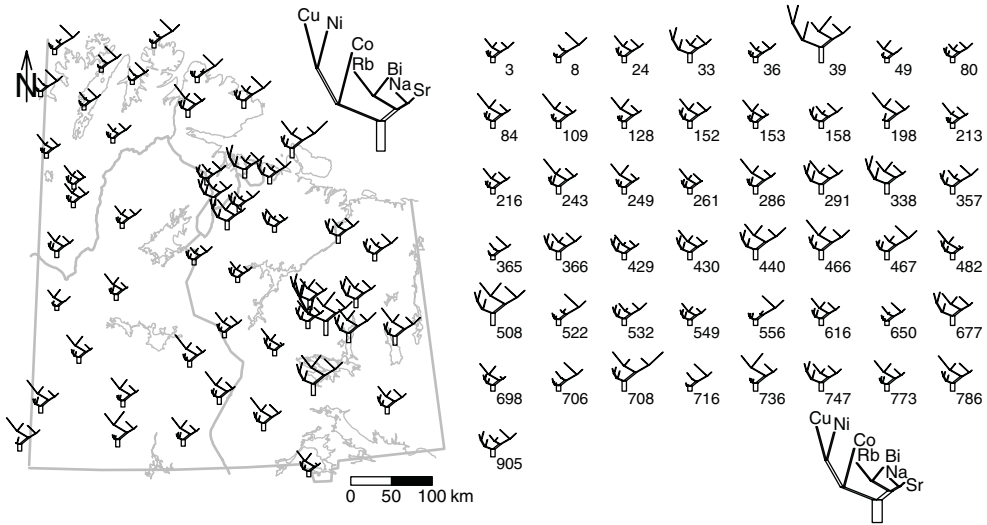 Cu Ni
Co
Rb
Bi
Na
Sr
N
0 50 100 km
3 8 24 33 36 39 49 80
84 109 128 152 153 158 198 213
216 243 249 261 286 291 338 357
365 366 429 430 440 466 467 482
508 522 532 549 556 616 650 677
698 706 708 716 736 747 773 786
905
Cu Ni
Co
Rb
Bi
Na
Sr